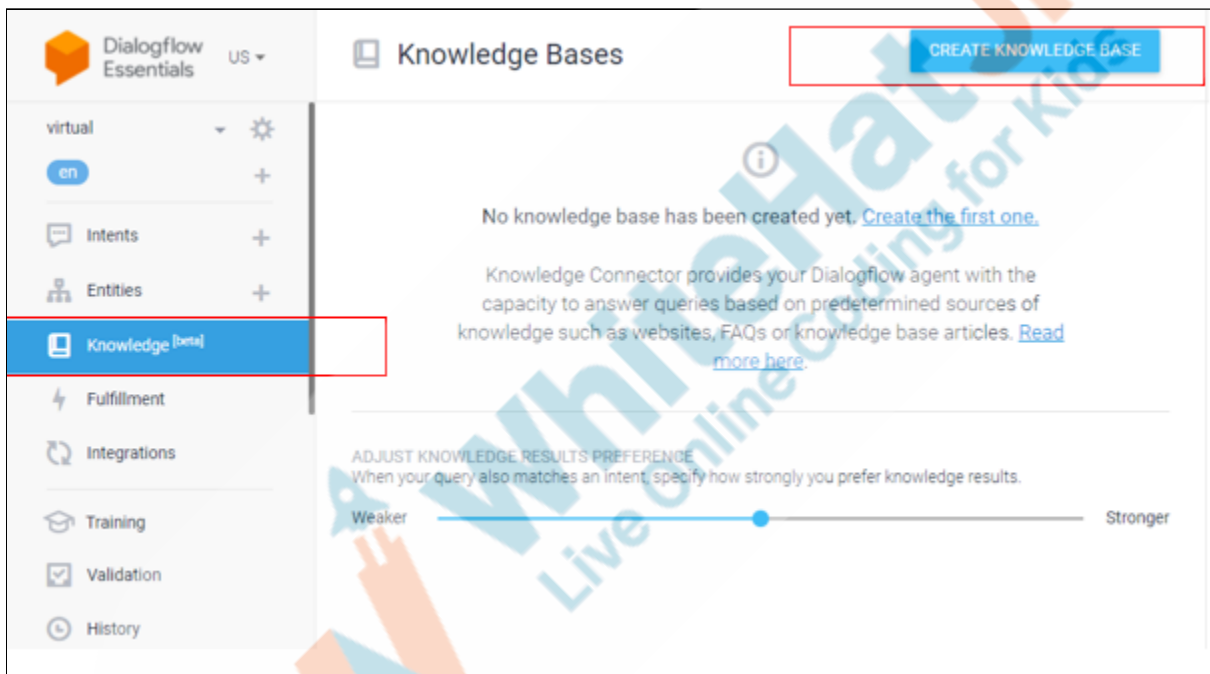 Dialogflow
Essentials
US
Knowledge Bases
CREATE KNOWLEDGE BASE
virtual
en
Intents
Entities
Knowledge [beta]
Fulfillment
Integrations
Training
Validation
History
No knowledge base has been created yet. Create the first one.
Knowledge Connector provides your Dialogflow agent with the
capacity to answer queries based on predetermined sources of
knowledge such as websites, FAQs or knowledge base articles. Read
more here.
ADJUST KNOWLEDGE RESULTS PREFERENCE
When your query also matches an intent, specify how strongly you prefer knowledge results.
Weaker
Stronger
WhiteHat Jr
Live Online coding for Kids